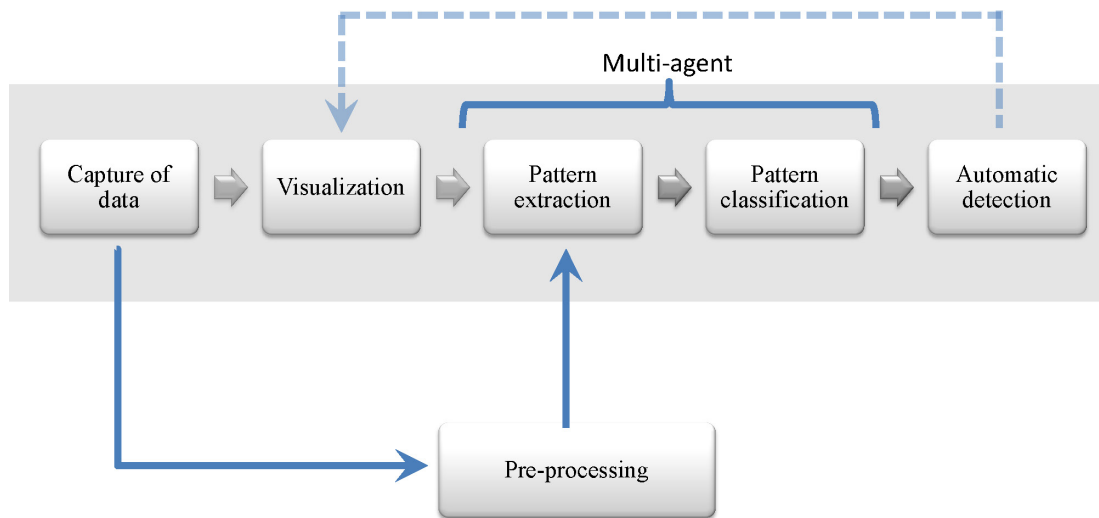 Multi-agent
Capture of
data
Visualization
Pattern
extraction
Pattern
classification
Automatic
detection
Pre-processing